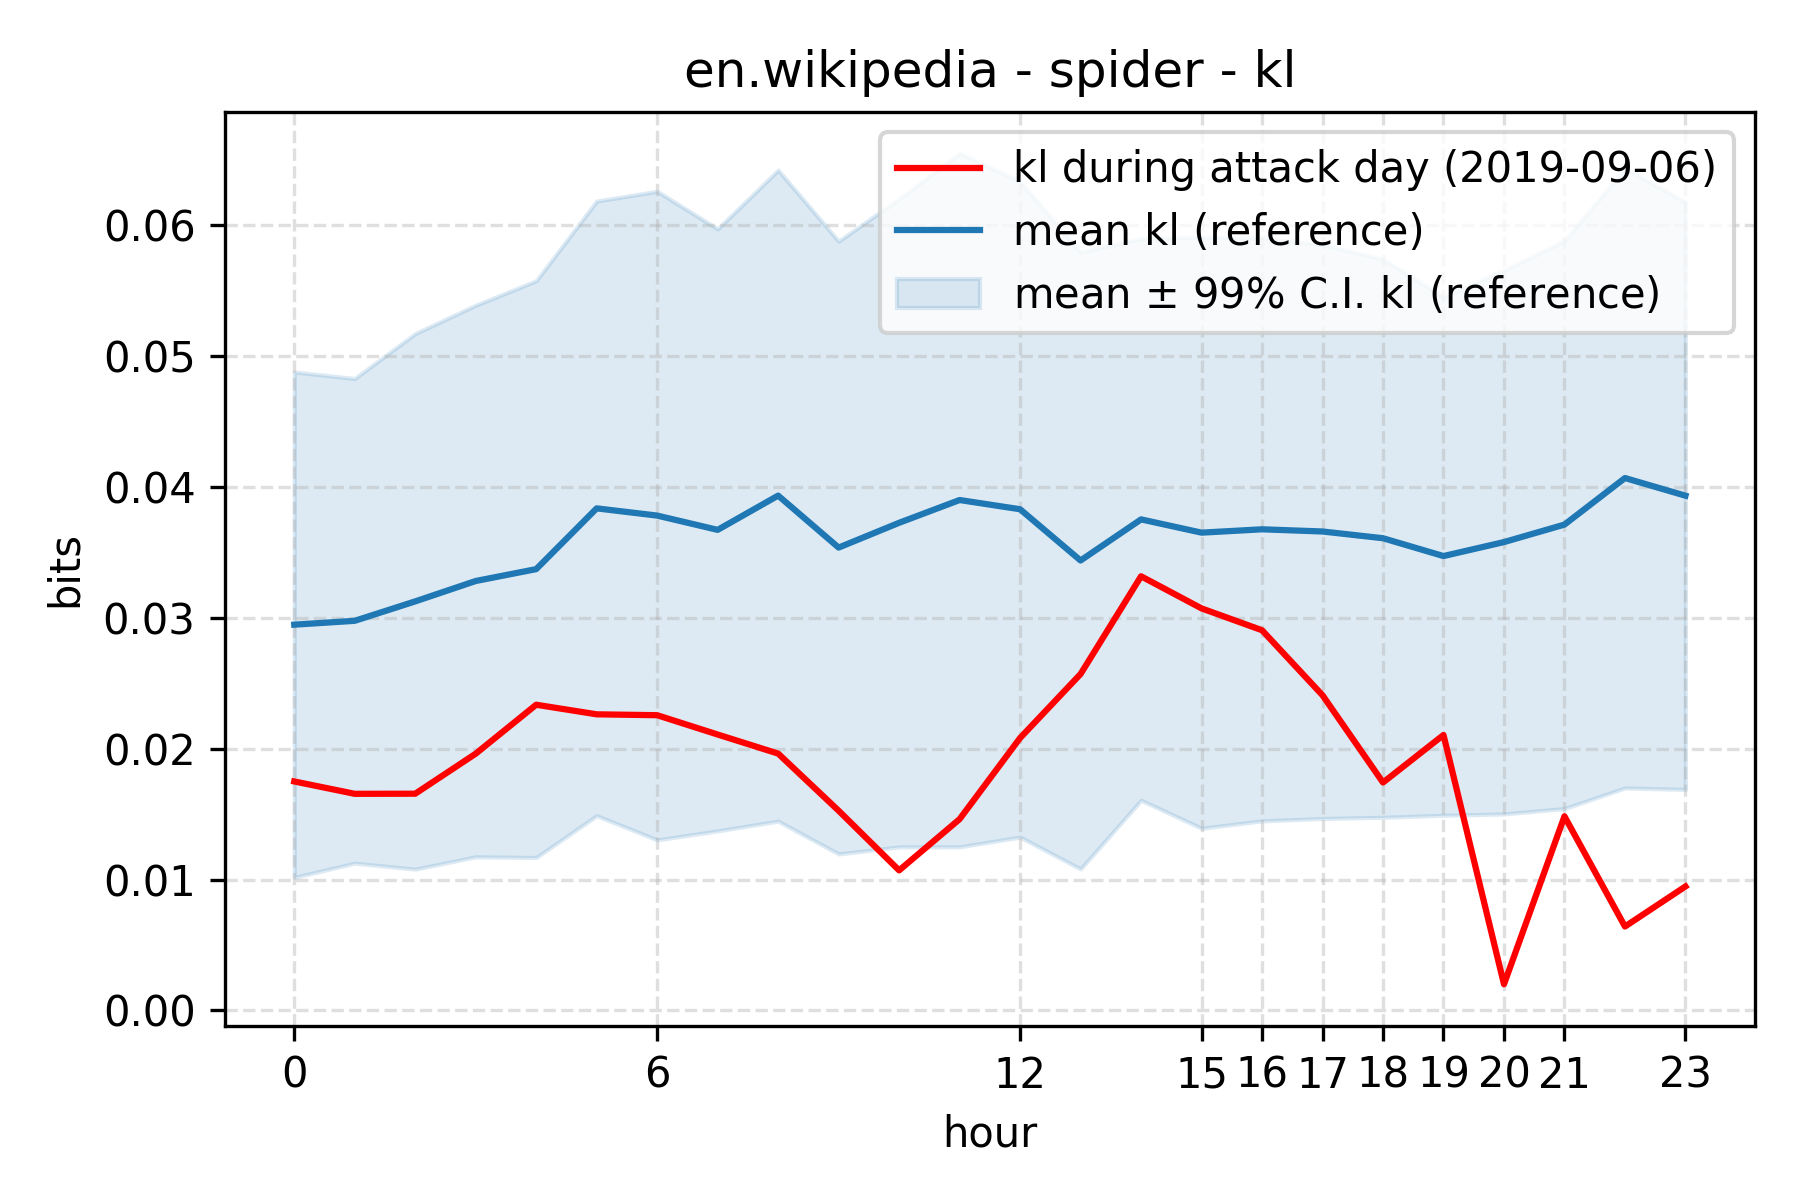 en.wikipedia - spider - kl
kl during attack day (2019-09-06)
mean kl (reference)
mean ± 99% C.I. kl (reference)
0.06
0.05
0.04
0.03
0.02
0.01
0.00
bits
0 6 12 15 16 17 18 19 20 21 23
hour